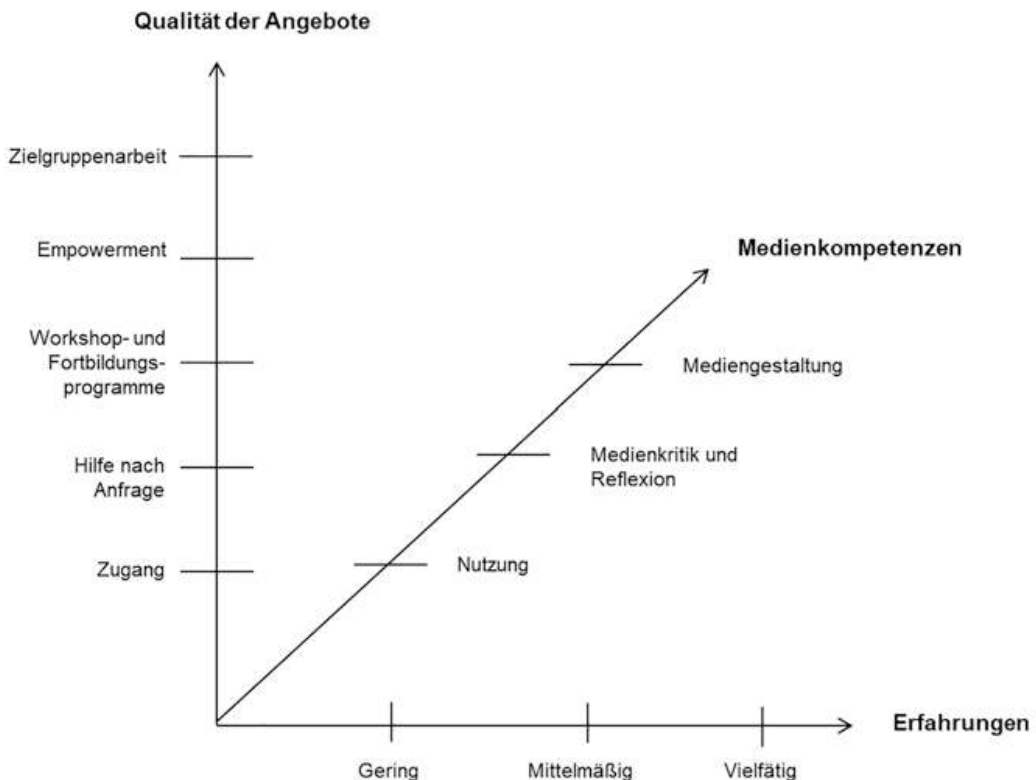 Qualität der Angebote
Zielgruppenarbeit
Empowerment
Medienkompetenzen
Workshop- und
Fortbildungs-
programme
Mediengestaltung
Hilfe nach
Anfrage
Medienkritik und
Reflexion
Zugang
Nutzung
Erfahrungen
Gering
Mittelmäßig
Vielfätig